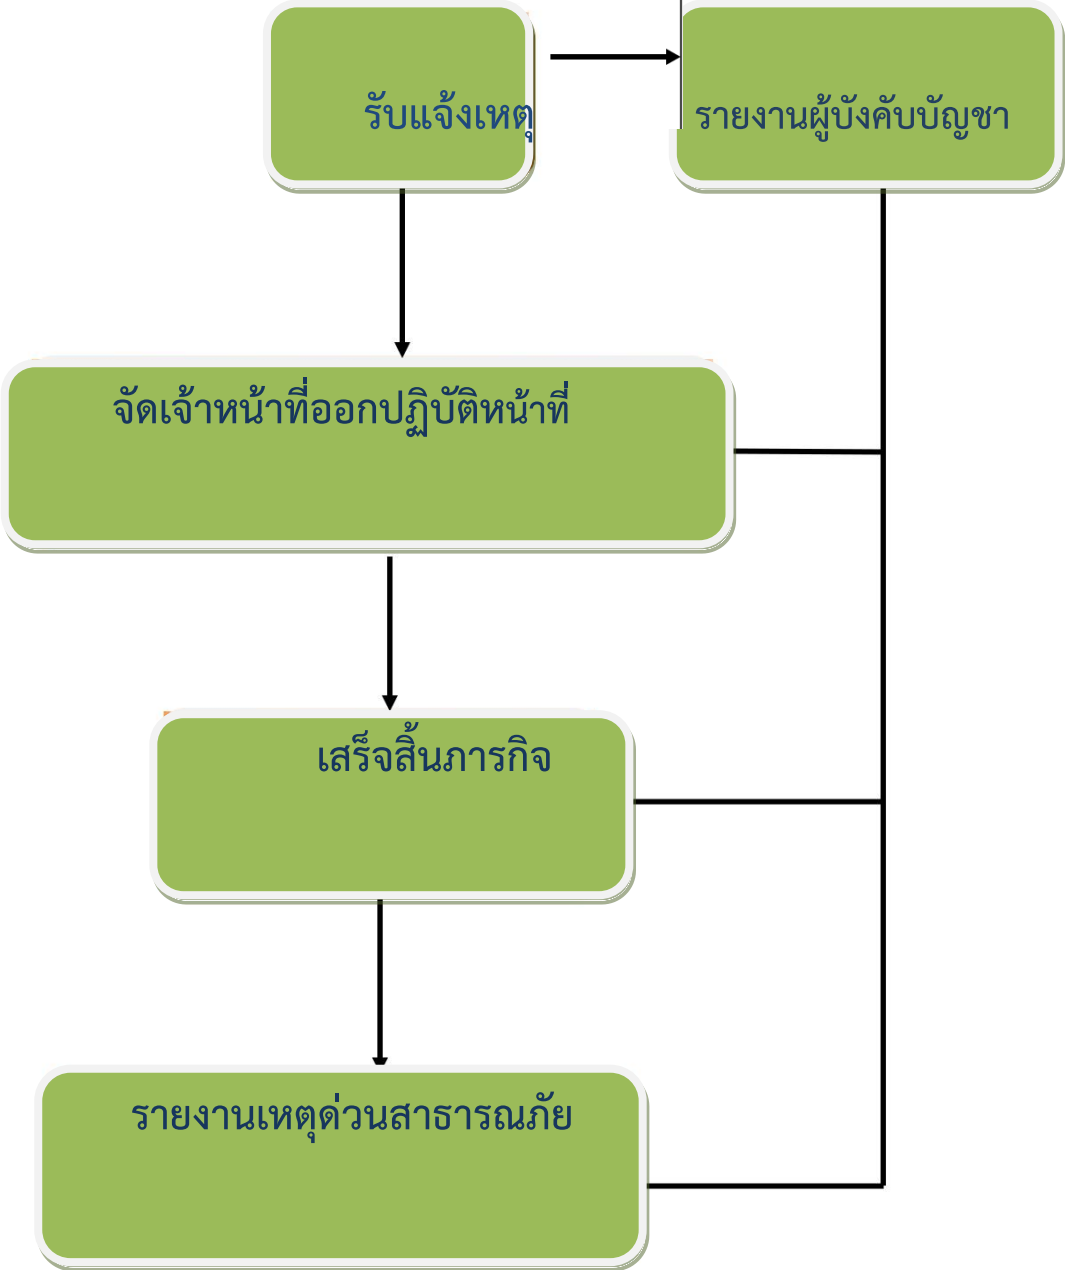 รับแจ้งเหตุ
รายงานผู้บังคับบัญชา
จัดเจ้าหน้าที่ออกปฏิบัติหน้าที่
เสร็จสิ้นภารกิจ
รายงานเหตุด่วนสาธารณภัย